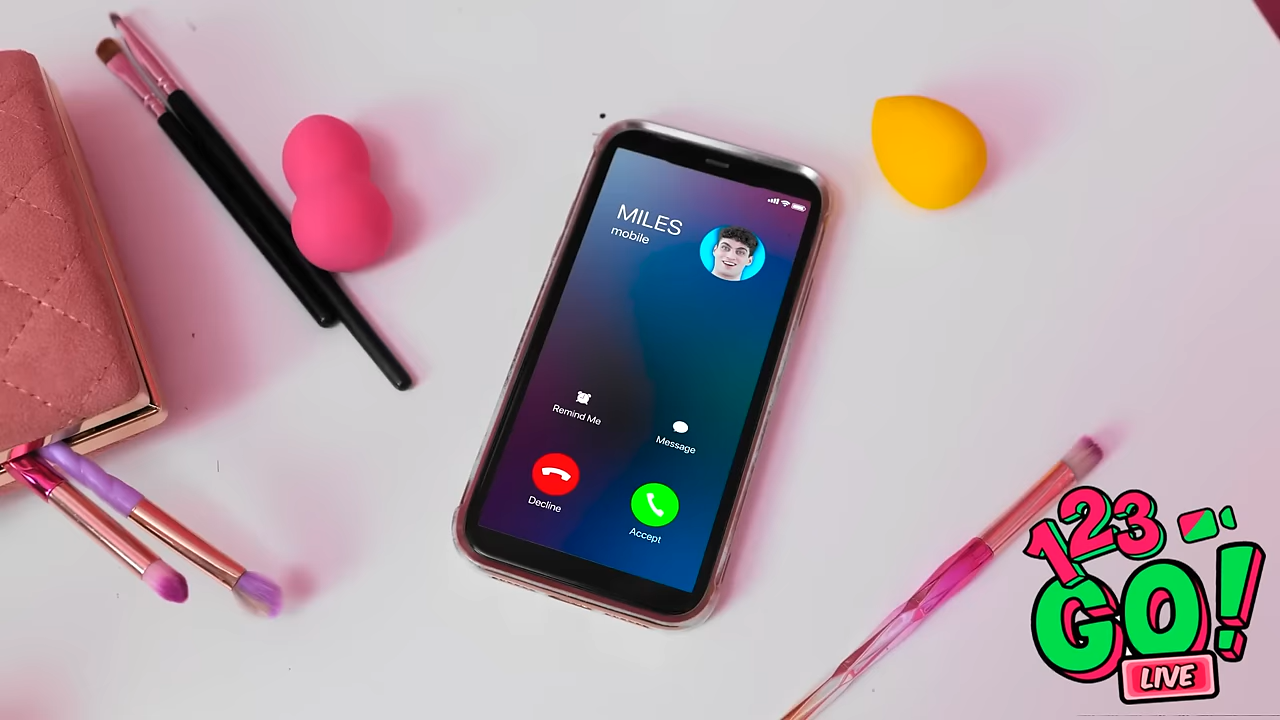 MILES
mobile
Remind Me
Message
Decline
Accept
123
GO!
LIVE